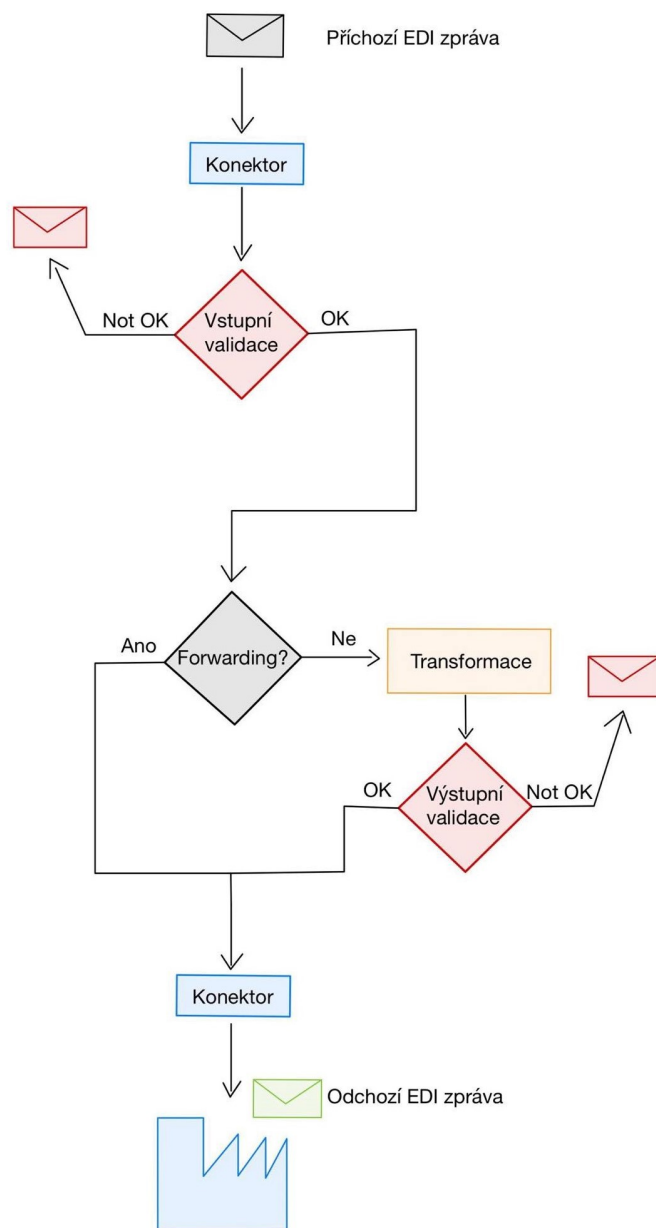 Příchozí EDI zpráva
Konektor
Not OK
Vstupní
validace
OK
Ano
Forwarding?
Ne
Transformace
OK
Výstupní
validace
Not OK
Konektor
Odchozí EDI zpráva